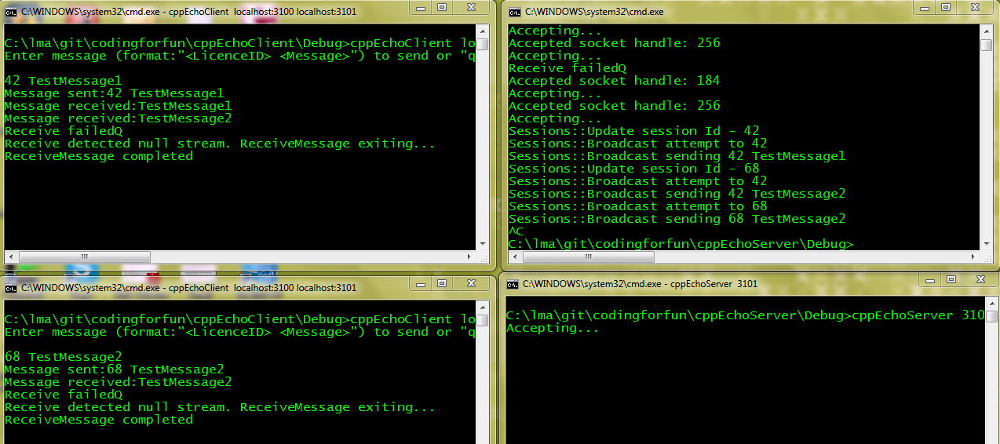 C:\WINDOWS\system32\cmd.exe - cppEchoClient  localhost:3100 localhost:3101
C:\lma\git\codingforfun\cppEchoClient\Debug>cppEchoClient lo
Enter message (format:"<LicenceID> <Message>") to send or "q
42 TestMessage1
Message sent:42 TestMessage1
Message received:TestMessage1
Message received:TestMessage2
Receive failedQ
Receive detected null stream. ReceiveMessage exiting...
ReceiveMessage completed
C:\WINDOWS\system32\cmd.exe
Accepting...
Accepted socket handle: 256
Accepting...
Receive failedQ
Accepted socket handle: 184
Accepting...
Accepted socket handle: 256
Accepting...
Sessions::Update session Id - 42
Sessions::Broadcast attempt to 42
Sessions::Broadcast sending 42 TestMessage1
Sessions::Update session Id - 68
Sessions::Broadcast attempt to 42
Sessions::Broadcast sending 42 TestMessage2
Sessions::Broadcast attempt to 68
Sessions::Broadcast sending 68 TestMessage2
^C
C:\lma\git\codingforfun\cppEchoServer\Debug>
C:\WINDOWS\system32\cmd.exe - cppEchoClient  localhost:3100 localhost:3101
C:\lma\git\codingforfun\cppEchoClient\Debug>cppEchoClient lo
Enter message (format:"<LicenceID> <Message>") to send or "q
68 TestMessage2
Message sent:68 TestMessage2
Message received:TestMessage2
Receive failedQ
Receive detected null stream. ReceiveMessage exiting...
ReceiveMessage completed
C:\WINDOWS\system32\cmd.exe - cppEchoServer  3101
C:\lma\git\codingforfun\cppEchoServer\Debug>cppEchoServer 310
Accepting...